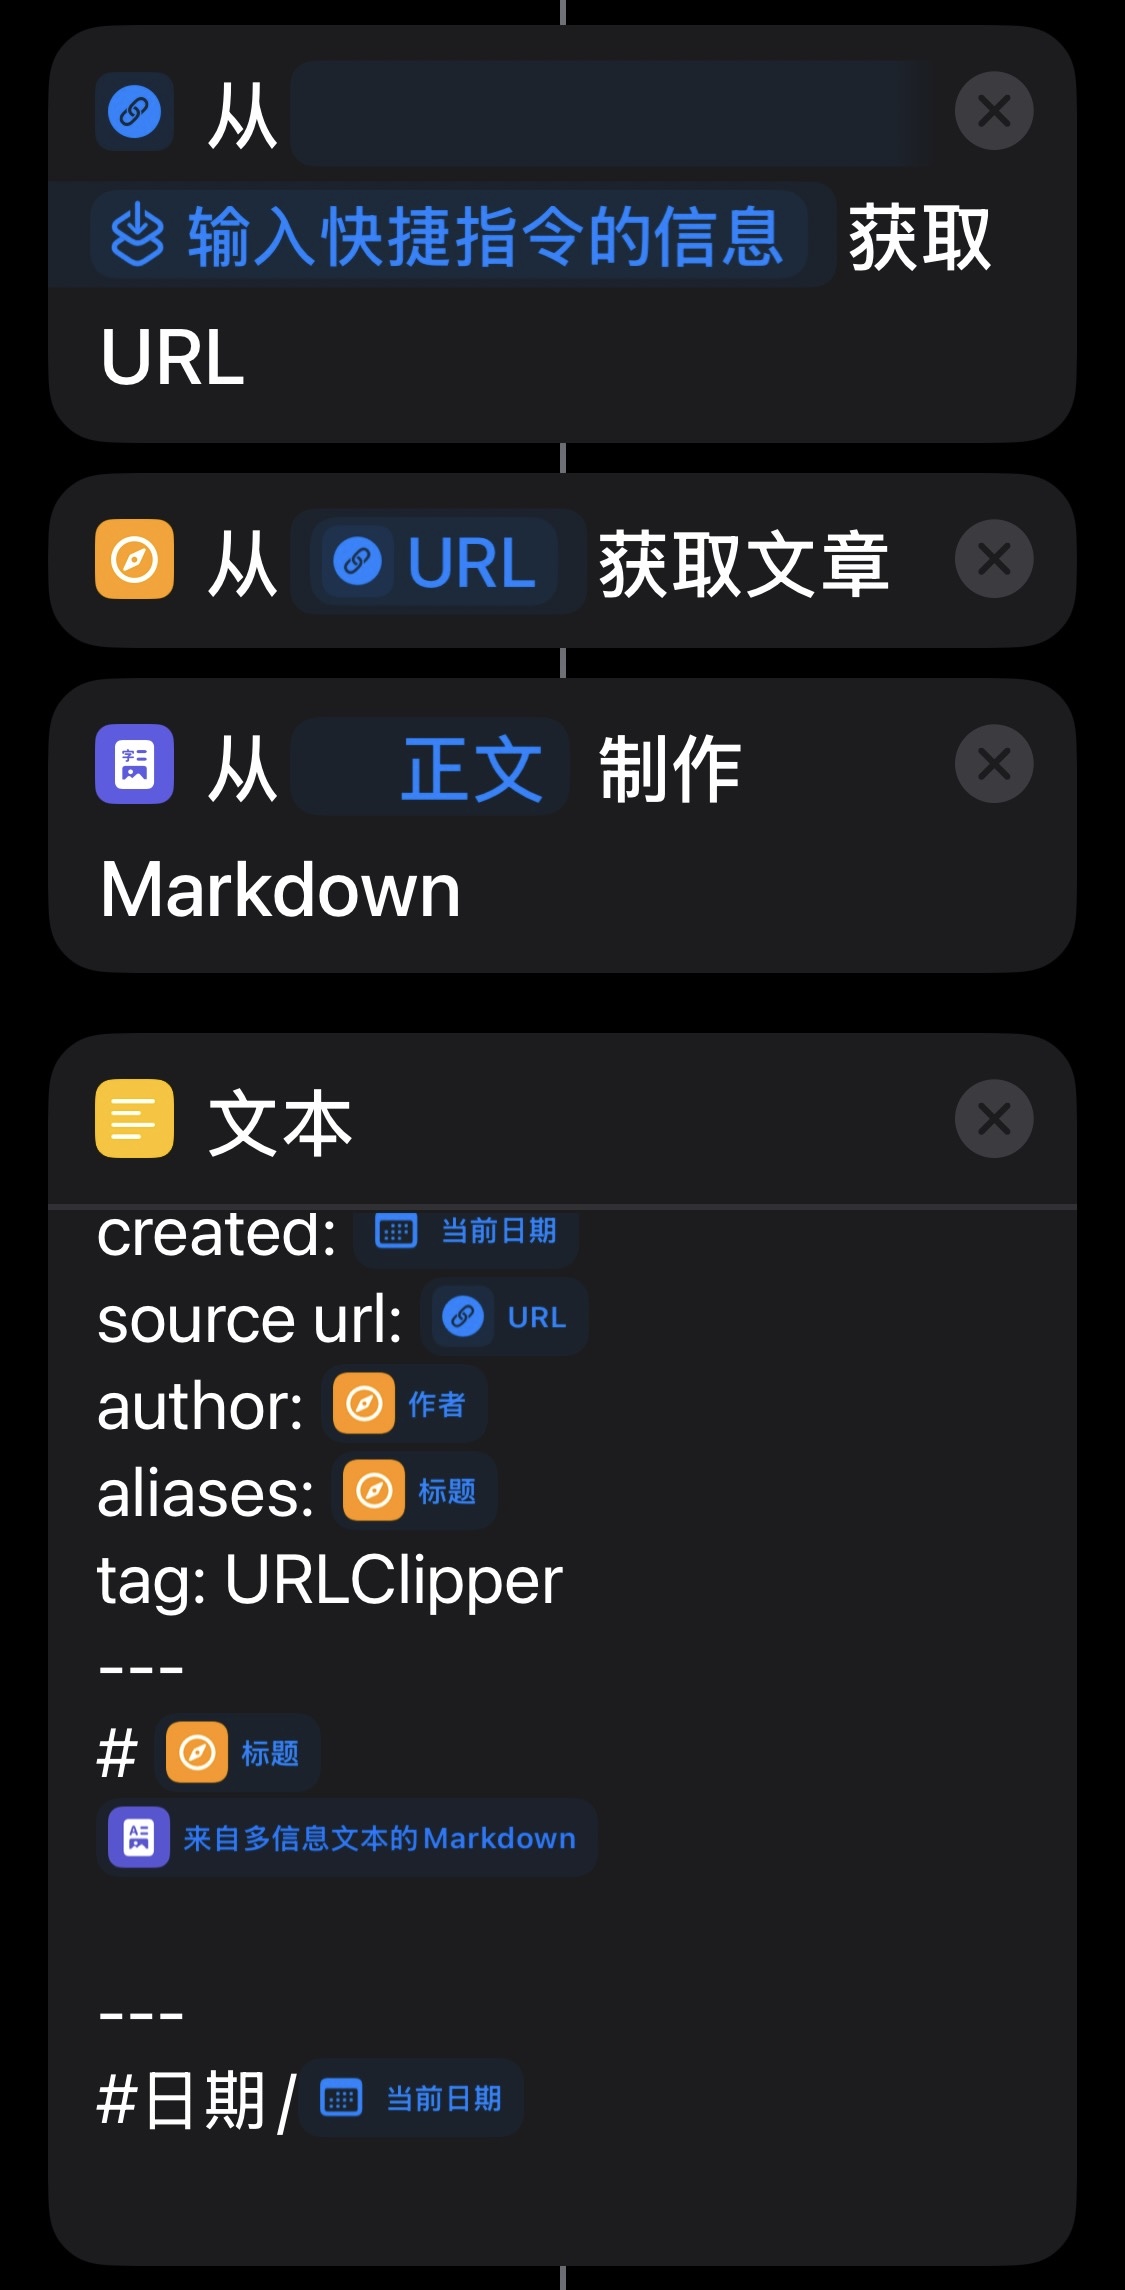 从
输入快捷指令的信息 获取
URL
从 URL 获取文章
从 正文 制作
Markdown
文本
created: 当前日期
source url: URL
author: 作者
aliases: 标题
tag: URLClipper
---
# 标题
来自多信息文本的Markdown
---
#日期/当前日期